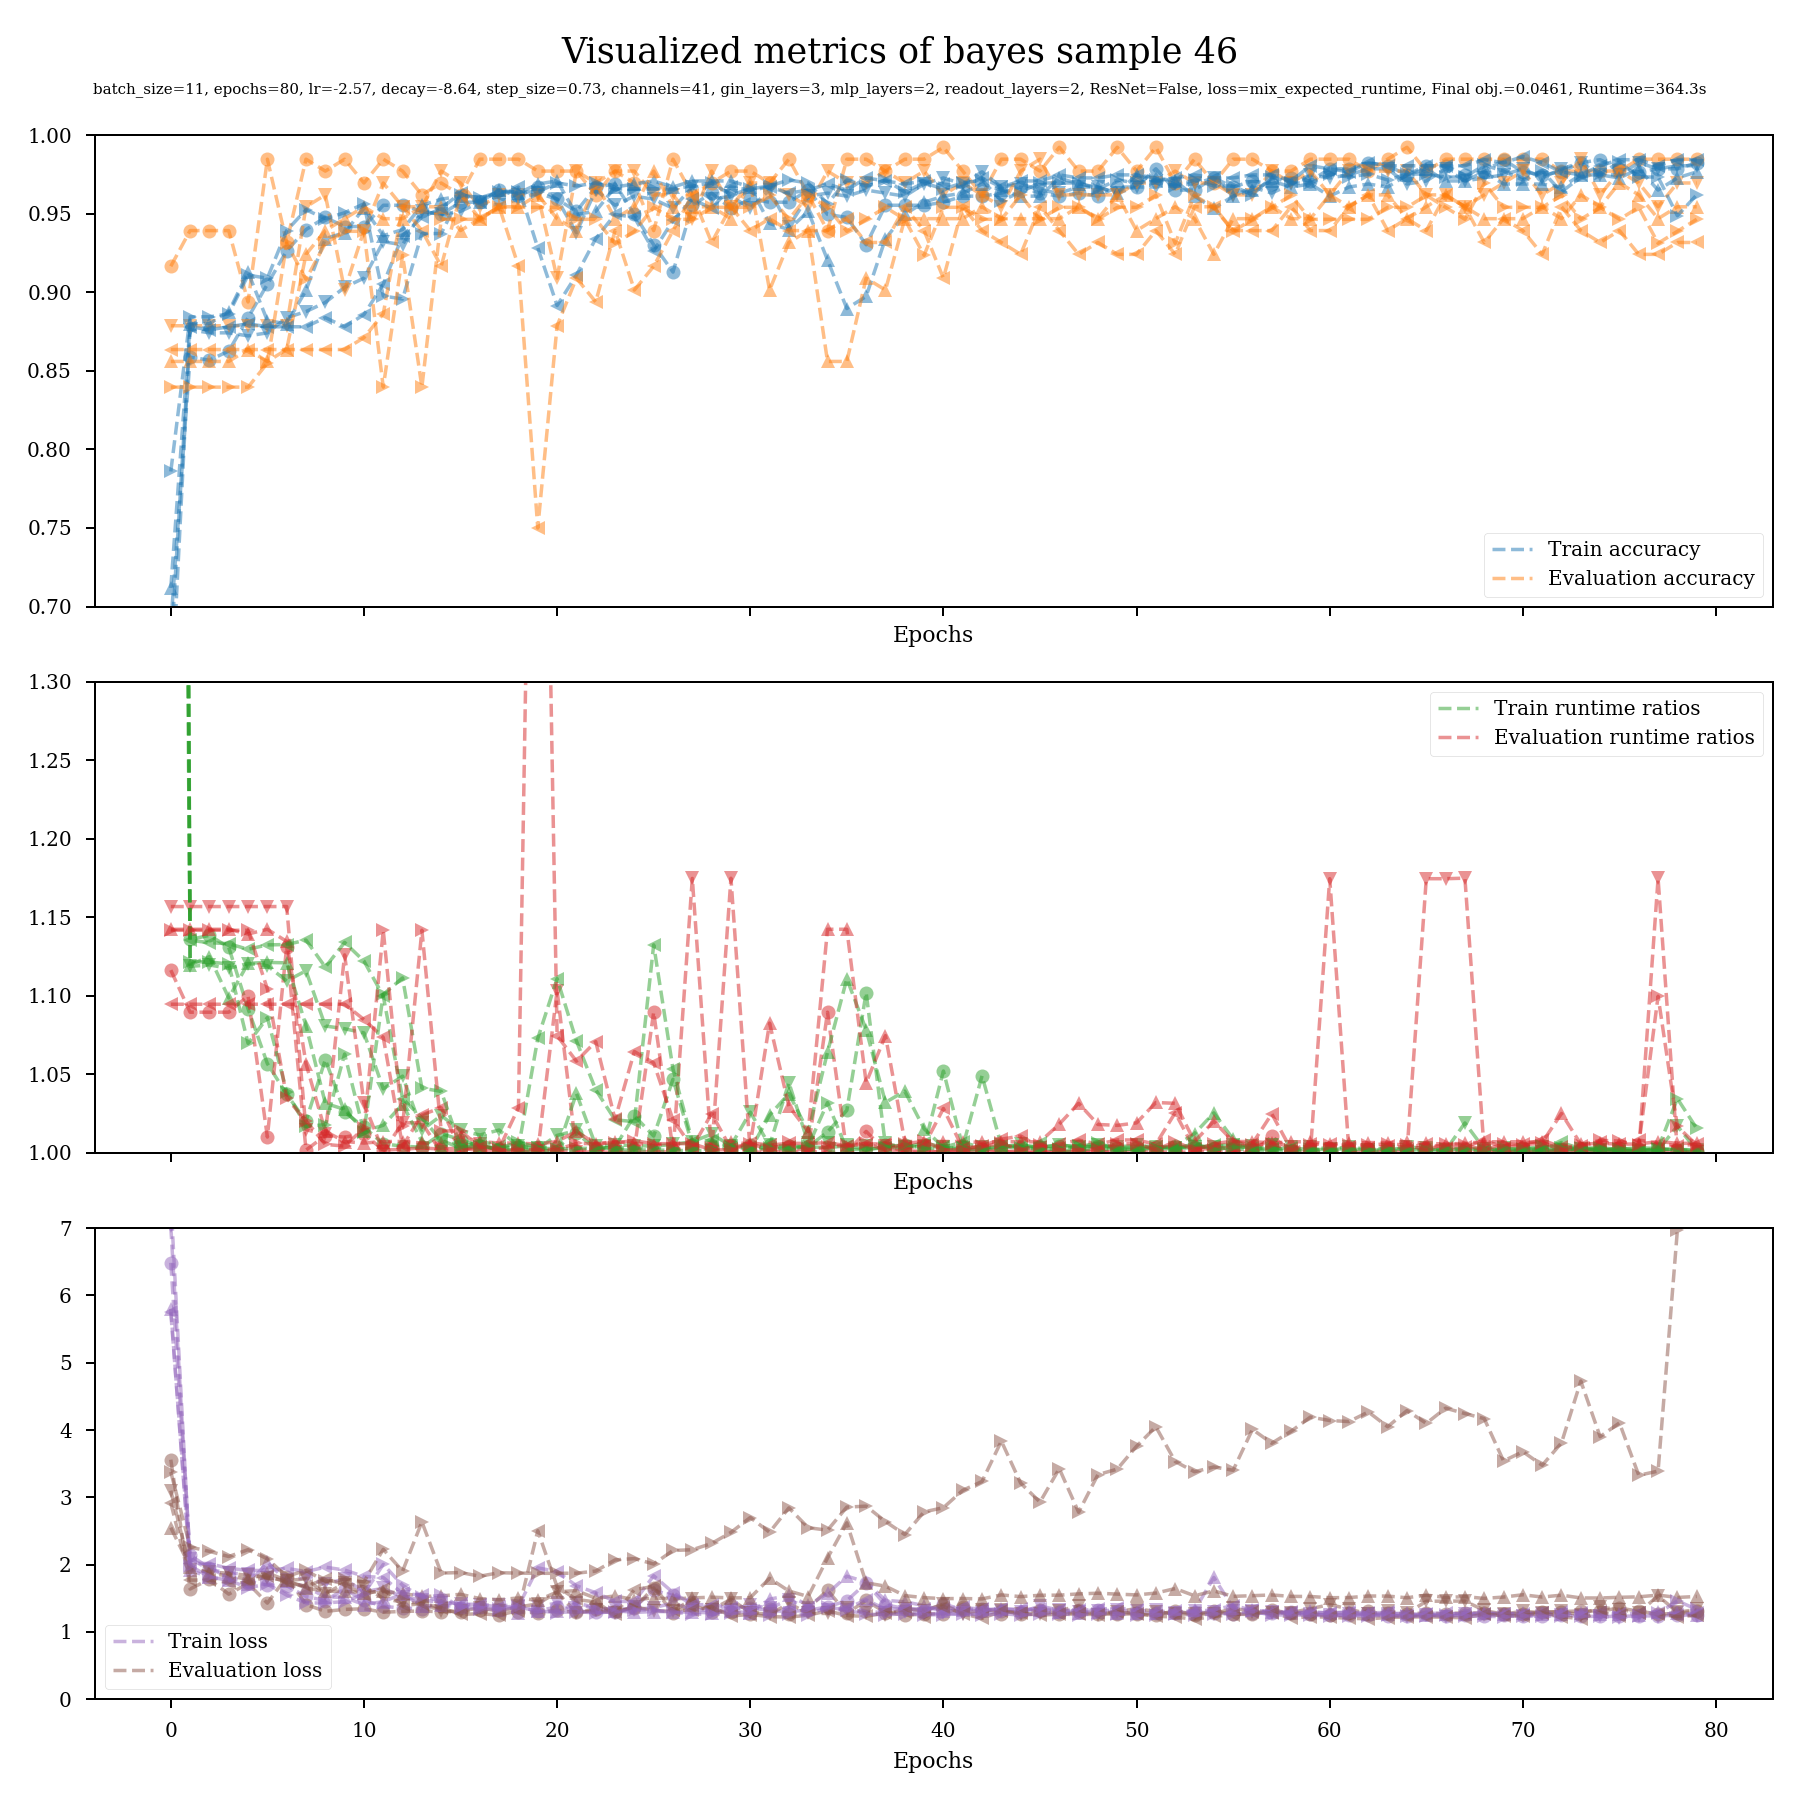 Visualized metrics of bayes sample 46
batch_size=11, epochs=80, lr=-2.57, decay=-8.64, step_size=0.73, channels=41, gin_layers=3, mlp_layers=2, readout_layers=2, ResNet=False, loss=mix_expected_runtime, Final obj.=0.0461, Runtime=364.3s
1.00
0.95
0.90
0.85
0.80
0.75
0.70
Train accuracy
Evaluation accuracy
Epochs
1.30
1.25
1.20
1.15
1.10
1.05
1.00
Train runtime ratios
Evaluation runtime ratios
Epochs
7
6
5
4
3
2
1
0
Train loss
Evaluation loss
0 10 20 30 40 50 60 70 80
Epochs